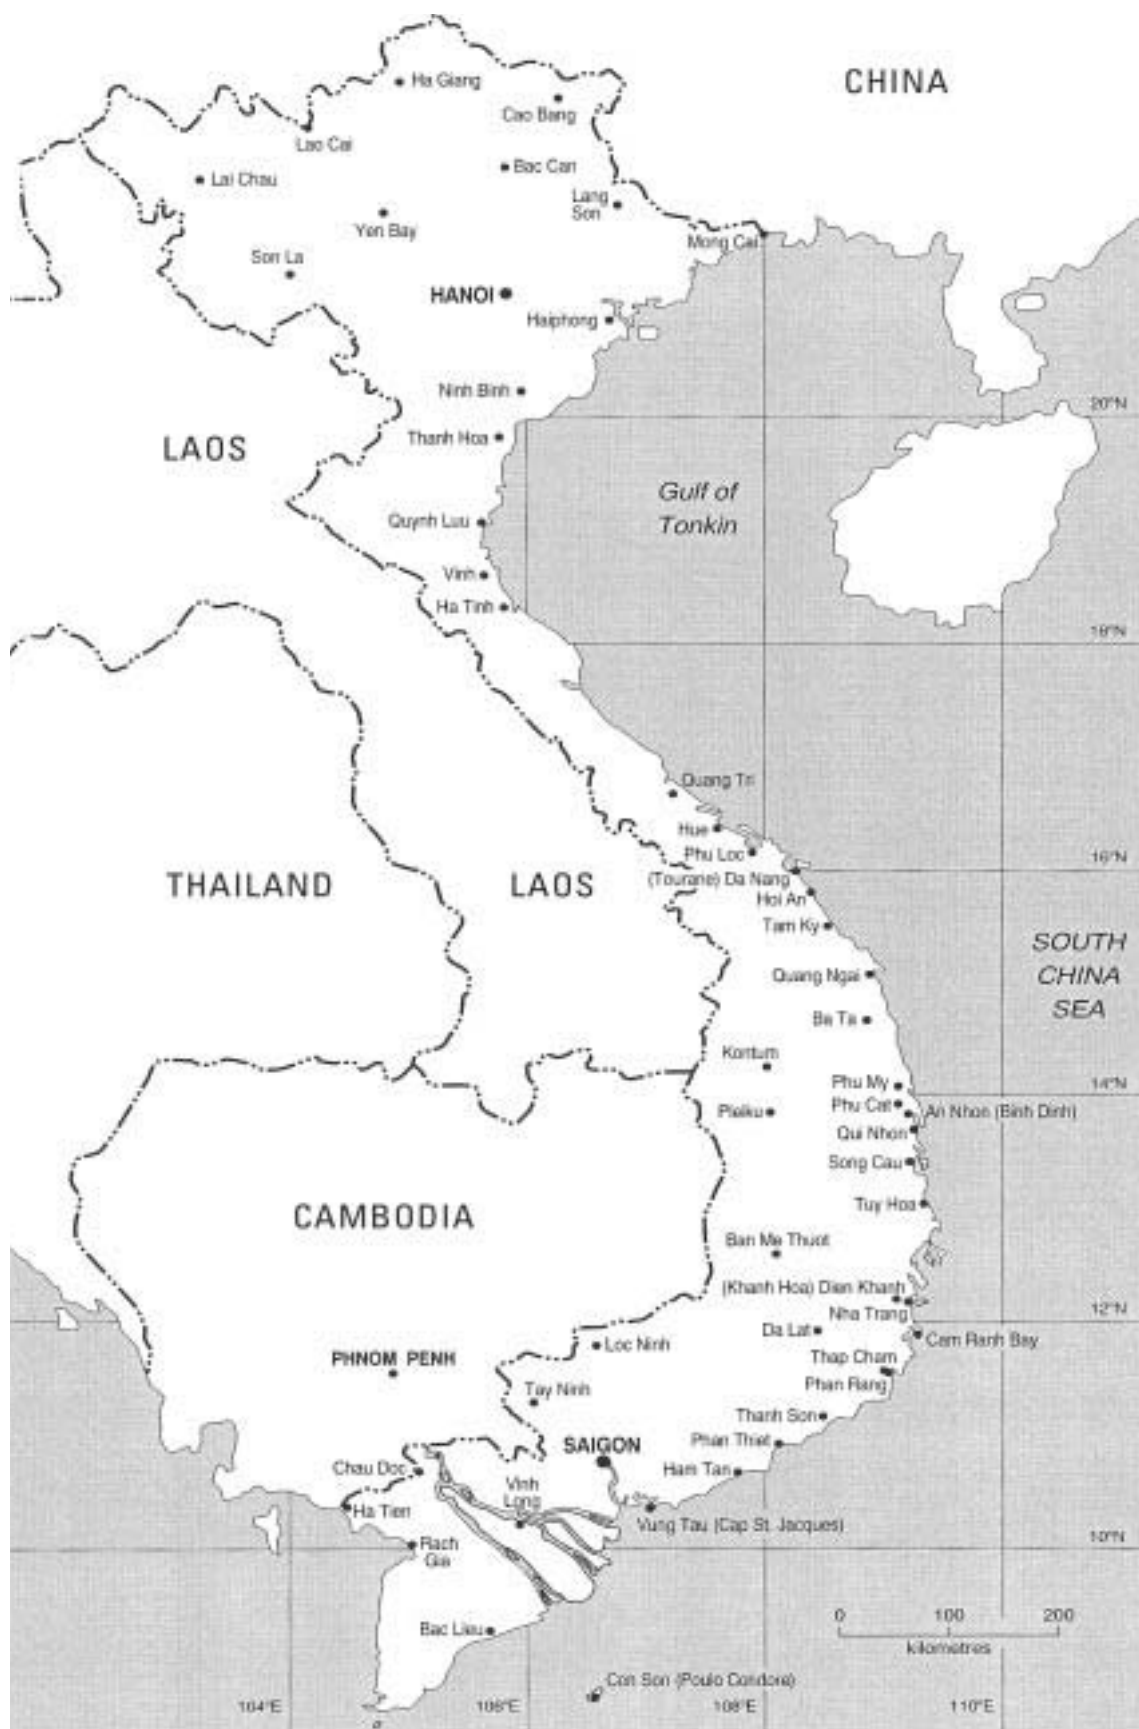 CHINA
Ha Giang
Cao Bang
Lao Cai
Bac Can
Lai Chau
Lang
Son
Yen Bay
Mong Cai
Son La
HANOI
Haiphong
Ninh Binh
20°N
Thanh Hoa
LAOS
Gulf of
Tonkin
Quynh Luu
Vinh
Ha Tinh
18°N
Quang Tri
Hue
Phu Loc
16°N
(Tourane) Da Nang
THAILAND
LAOS
Hoi An
Tam Ky
SOUTH
CHINA
SEA
Quang Ngai
Ba Ta
Kontum
Phu My
14°N
Phu Cat
An Nhon (Binh Dinh)
Pleiku
Qui Nhon
Song Cau
Tuy Hoa
CAMBODIA
Ban Me Thuot
(Khanh Hoa) Dien Khanh
12°N
Nha Trang
Da Lat
Cam Ranh Bay
Loc Ninh
PHNOM PENH
Thap Cham
Phan Rang
Tay Ninh
Thanh Son
SAIGON
Phan Thiet
Chau Doc
Ham Tan
Vinh
Long
Ha Tien
Vung Tau (Cap St. Jacques)
10°N
Rach
Gia
0 100 200
kilometres
Bac Lieu
Con Son (Poulo Condore)
104°E 106°E 108°E 110°E